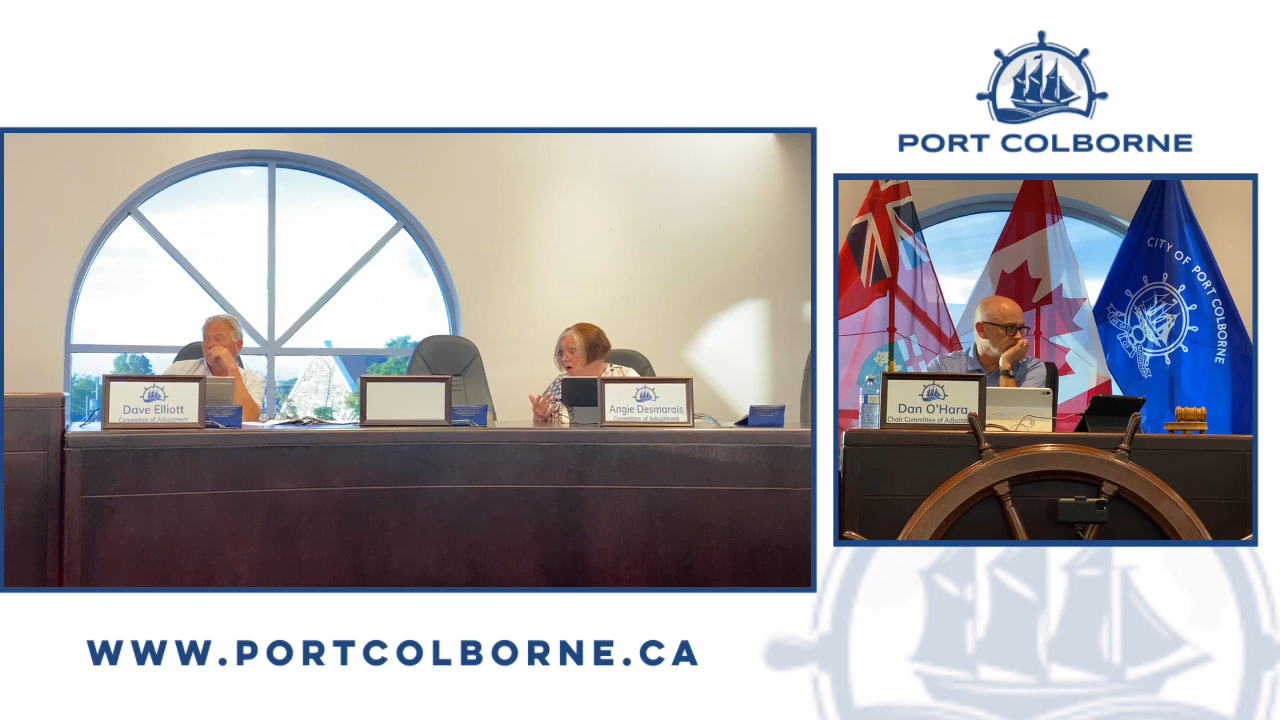 PORT COLBORNE
CITY OF PORT COLBORNE
Dave Elliott
Committee of Adjustment
Angie Desmarais
Committee of Adjustment
Dan O'Hara
Chair Committee of
WWW.PORTCOLBORNE.CA